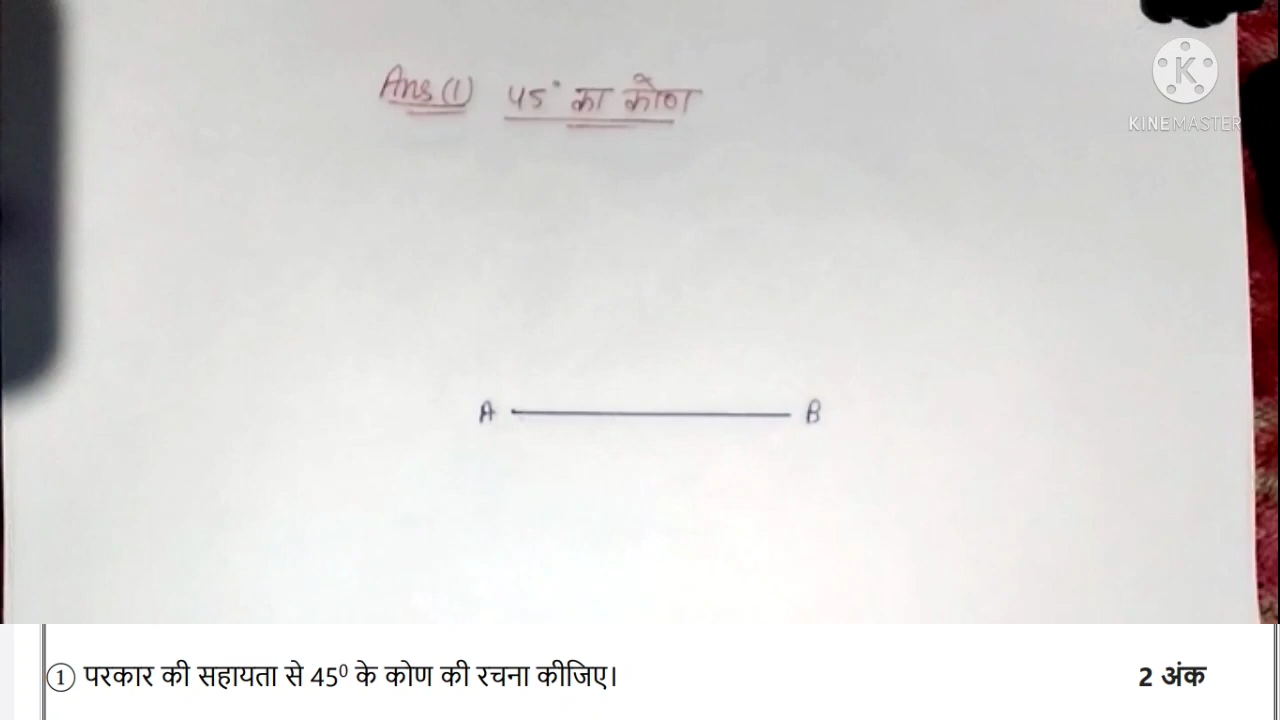 Ans (1) 45° का कोण
KINEMASTER
A B
① परकार की सहायता से 45⁰ के कोण की रचना कीजिए। 2 अंक